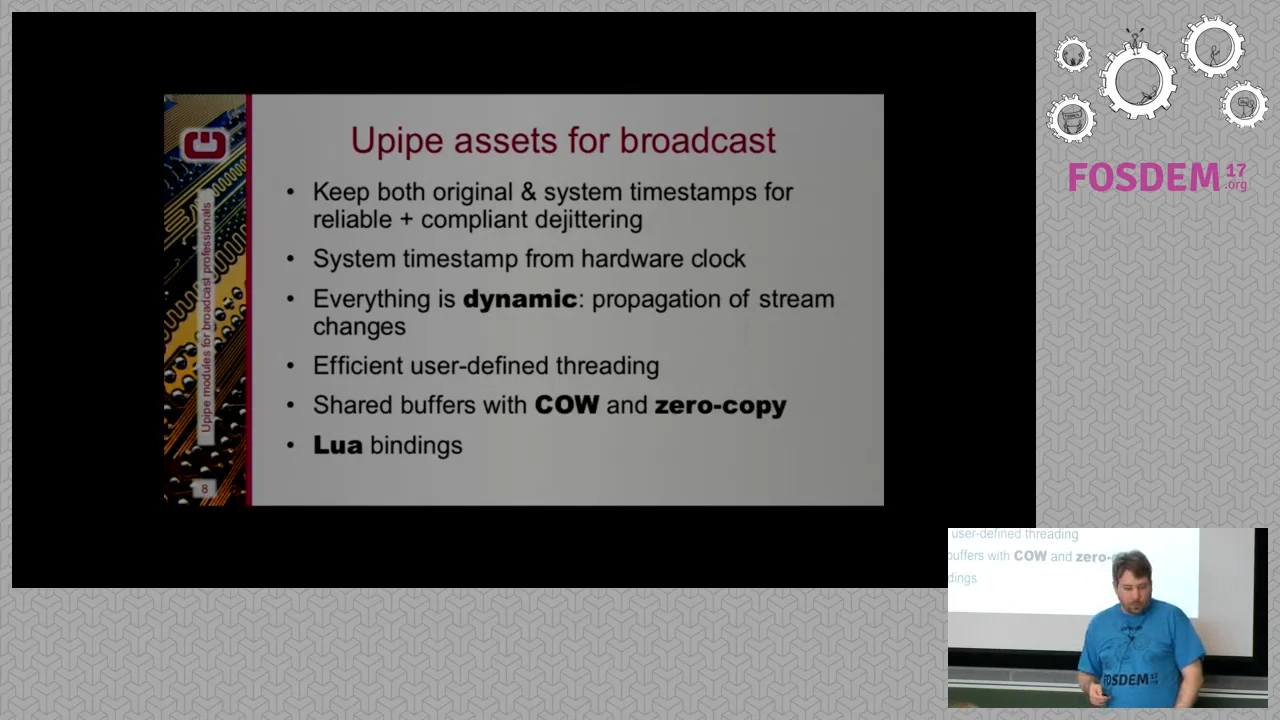 Upipe assets for broadcast
• Keep both original & system timestamps for
reliable + compliant dejittering
• System timestamp from hardware clock
• Everything is dynamic: propagation of stream
changes
• Efficient user-defined threading
• Shared buffers with COW and zero-copy
• Lua bindings
Upipe modules for broadcast professionals
8
FOSDEM 17
.org
user-defined threading
buffers with COW and zero-c
dings
FOSDEM 17